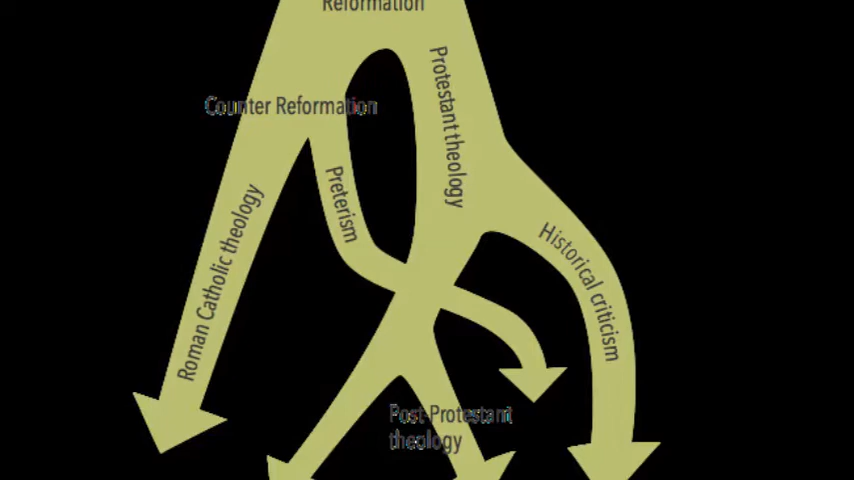 Reformation
Counter Reformation
Protestant theology
Preterism
Roman Catholic theology
Historical criticism
Post-Protestant
theology